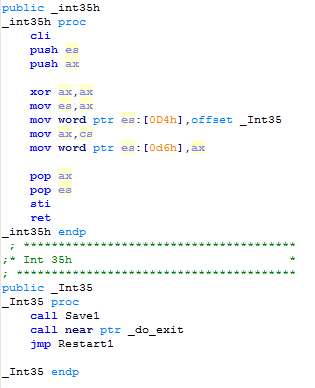 public _int35h
_int35h proc
cli
push es
push ax
xor ax,ax
mov es,ax
mov word ptr es:[0D4h],offset _Int35
mov ax,cs
mov word ptr es:[0d6h],ax
pop ax
pop es
sti
ret
_int35h endp
; ***************************************
;* Int 35h *
; ***************************************
public _Int35
_Int35 proc
call Save1
call near ptr _do_exit
jmp Restart1
_Int35 endp